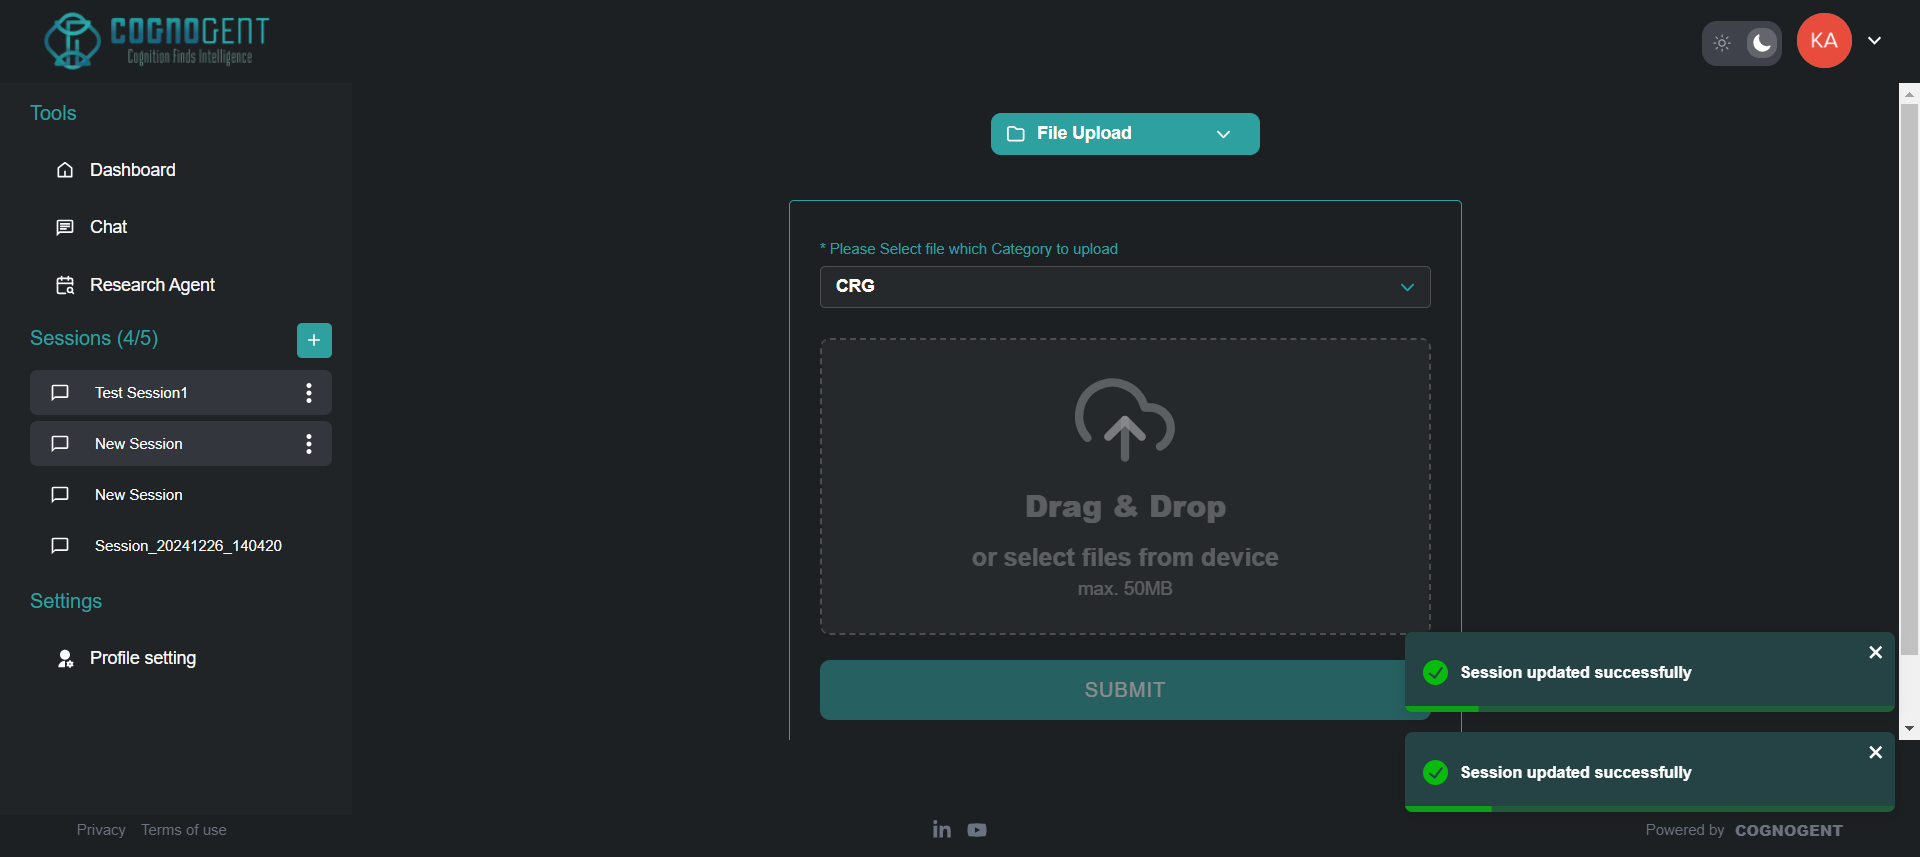 COGNOGENT
Cognition Finds Intelligence
KA
Tools
Dashboard
Chat
Research Agent
Sessions (4/5)
+
Test Session1
New Session
New Session
Session_20241226_140420
Settings
Profile setting
File Upload
* Please Select file which Category to upload
CRG
Drag & Drop
or select files from device
max. 50MB
SUBMIT
Session updated successfully
Session updated successfully
Privacy Terms of use
in
Powered by COGNOGENT